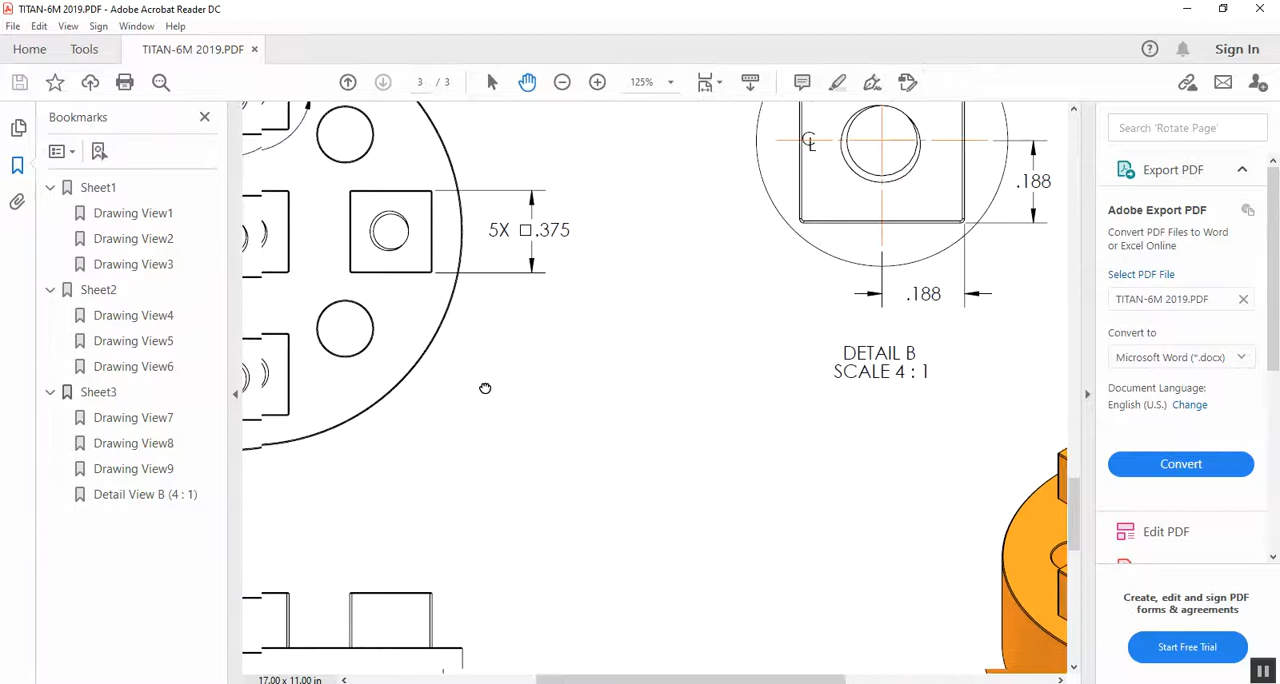 TITAN-6M 2019.PDF - Adobe Acrobat Reader DC
File Edit View Sign Window Help
Home Tools TITAN-6M 2019.PDF × Sign In
3 / 3 125%
Bookmarks
Sheet1
Drawing View1
Drawing View2
Drawing View3
Sheet2
Drawing View4
Drawing View5
Drawing View6
Sheet3
Drawing View7
Drawing View8
Drawing View9
Detail View B (4 : 1)
5X □.375
.188
.188
DETAIL B
SCALE 4 : 1
17.00 x 11.00 in
Search 'Rotate Page'
Export PDF
Adobe Export PDF
Convert PDF Files to Word
or Excel Online
Select PDF File
TITAN-6M 2019.PDF
Convert to
Microsoft Word (*.docx)
Document Language:
English (U.S.) Change
Convert
Edit PDF
Create, edit and sign PDF
forms & agreements
Start Free Trial